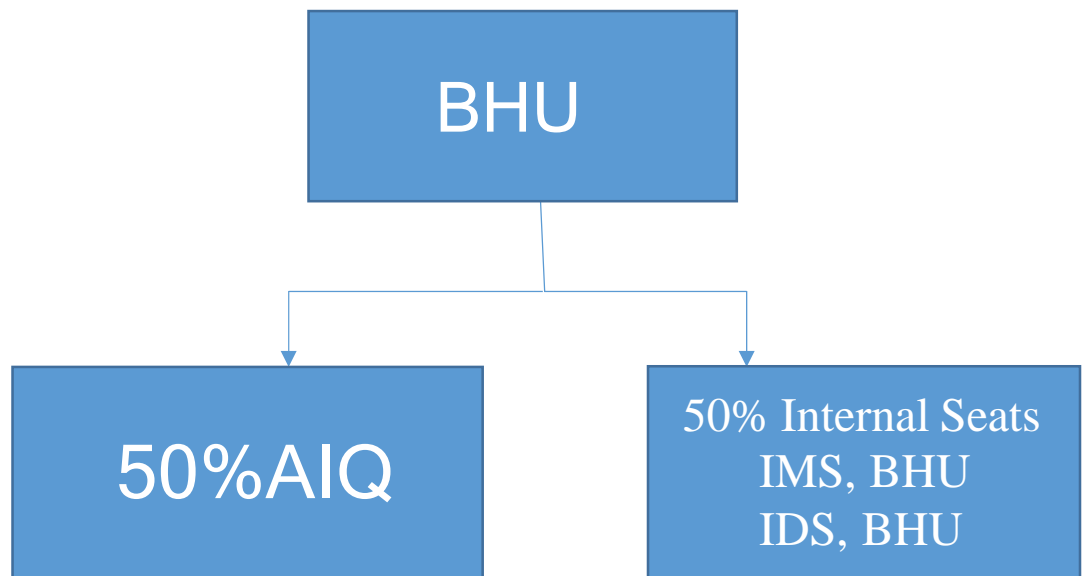 BHU
50%AIQ
50% Internal Seats
IMS, BHU
IDS, BHU